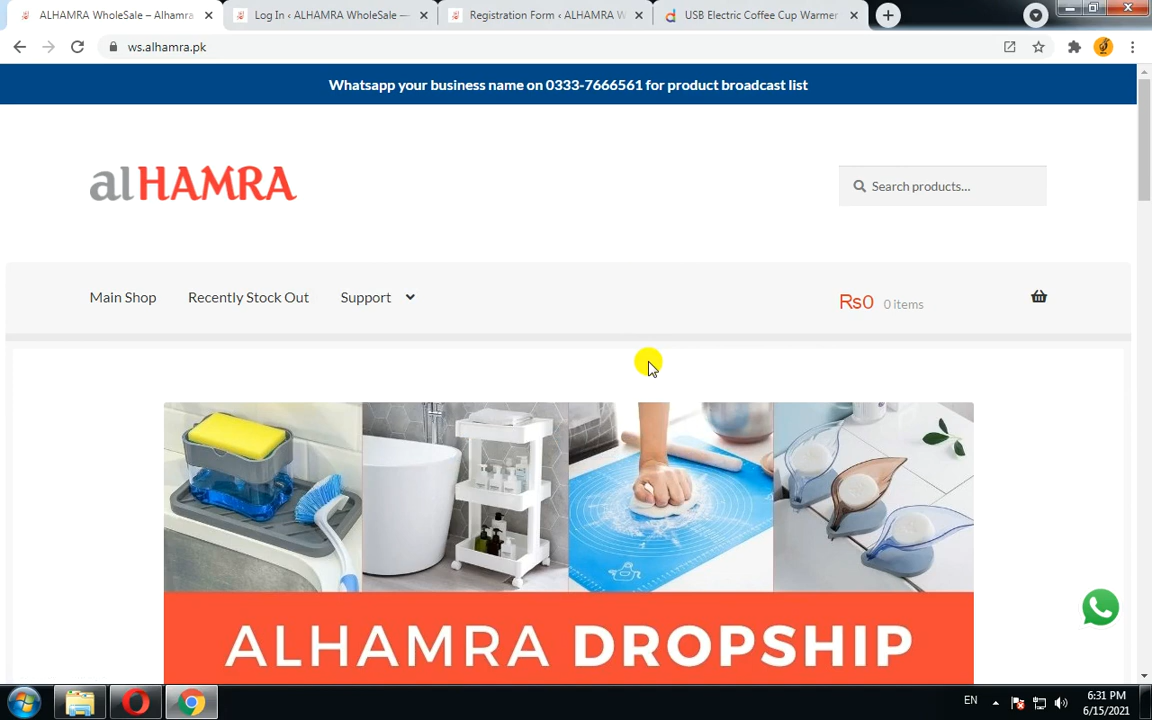 ALHAMRA WholeSale – Alhamra
Log In ‹ ALHAMRA WholeSale —
Registration Form ‹ ALHAMRA W
USB Electric Coffee Cup Warmer
ws.alhamra.pk
Whatsapp your business name on 0333-7666561 for product broadcast list
alHAMRA
Search products...
Main Shop
Recently Stock Out
Support
₨0 0 items
ALHAMRA DROPSHIP
EN
6:31 PM
6/15/2021